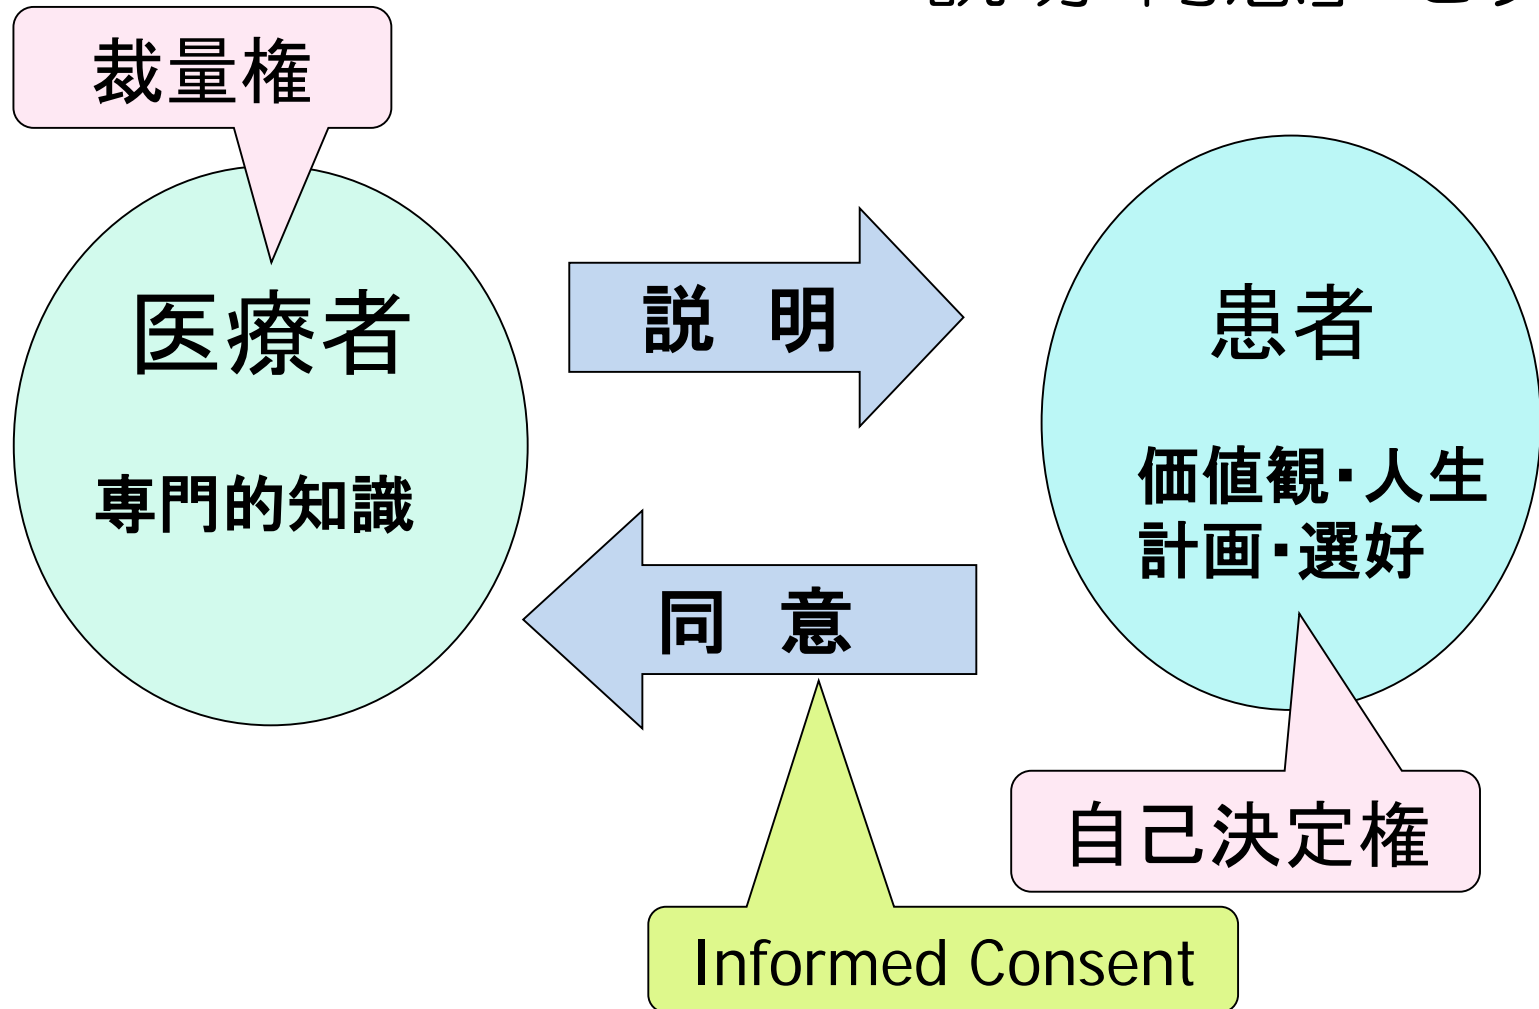 裁量権
医療者
専門的知識
説 明
患者
価値観・人生
計画・選好
同 意
自己決定権
Informed Consent